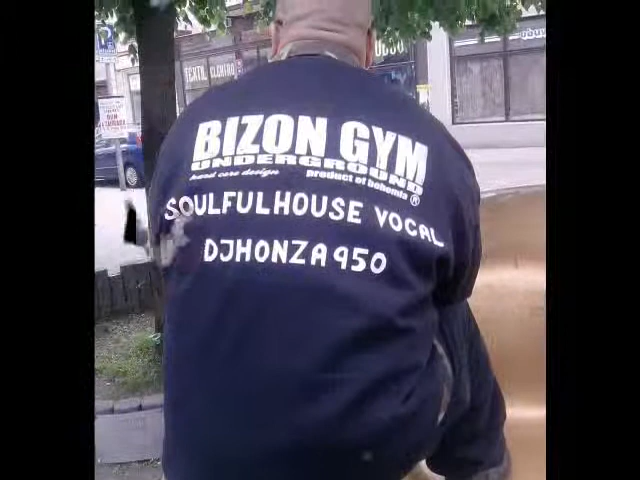 BIZON GYM
UNDERGROUND
hard core design product of bohemia ®
SOULFULHOUSE VOCAL
DJHONZA950
P